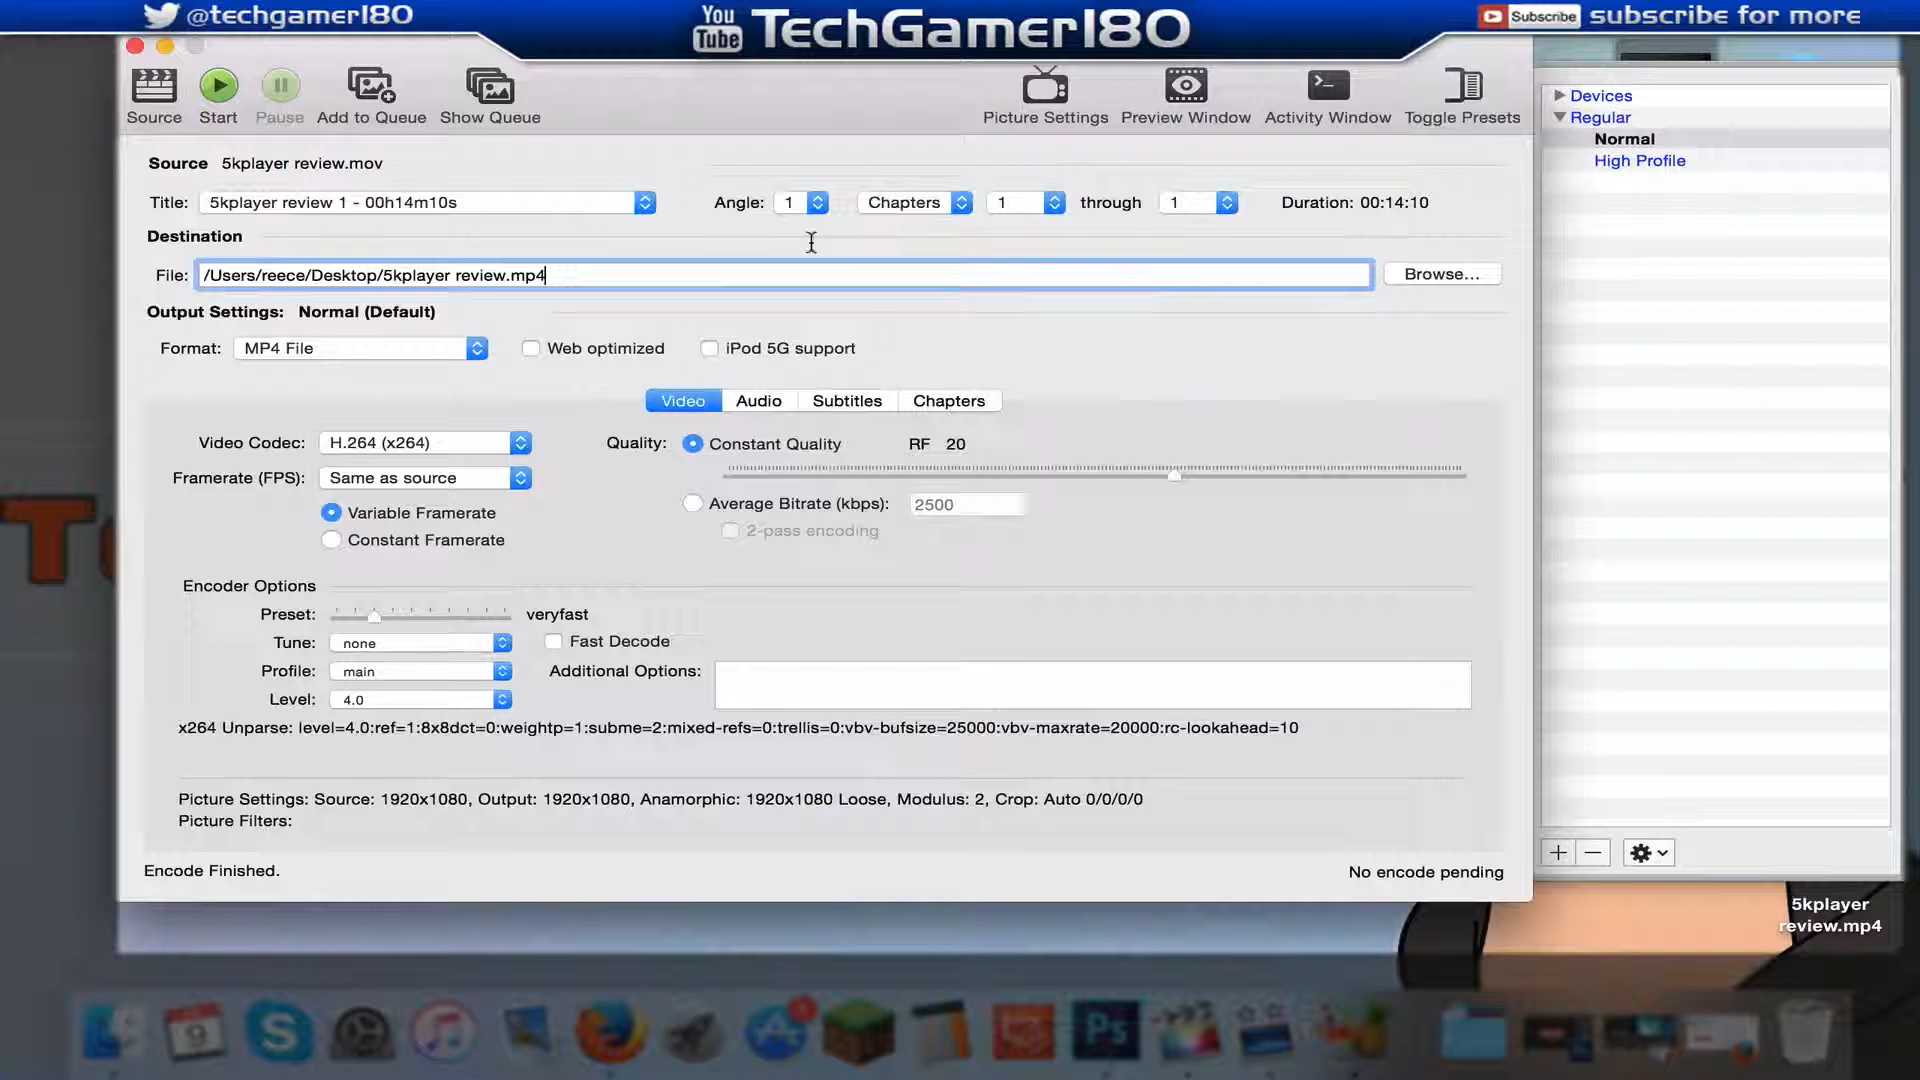 @techgamer180
You Tube TechGamer180
Subscribe subscribe for more
Source Start Pause Add to Queue Show Queue Picture Settings Preview Window Activity Window Toggle Presets
Source 5kplayer review.mov
Title: 5kplayer review 1 - 00h14m10s Angle: 1 Chapters 1 through 1 Duration: 00:14:10
Destination
File: /Users/reece/Desktop/5kplayer review.mp4 Browse...
Output Settings: Normal (Default)
Format: MP4 File Web optimized iPod 5G support
Video Audio Subtitles Chapters
Video Codec: H.264 (x264) Quality: Constant Quality RF 20
Framerate (FPS): Same as source
Average Bitrate (kbps): 2500
Variable Framerate
2-pass encoding
Constant Framerate
Encoder Options
Preset: veryfast
Tune: none Fast Decode
Profile: main Additional Options:
Level: 4.0
x264 Unparse: level=4.0:ref=1:8x8dct=0:weightp=1:subme=2:mixed-refs=0:trellis=0:vbv-bufsize=25000:vbv-maxrate=20000:rc-lookahead=10
Picture Settings: Source: 1920x1080, Output: 1920x1080, Anamorphic: 1920x1080 Loose, Modulus: 2, Crop: Auto 0/0/0/0
Picture Filters:
Encode Finished. No encode pending
Devices
Regular
Normal
High Profile
5kplayer
review.mp4
9
Ps